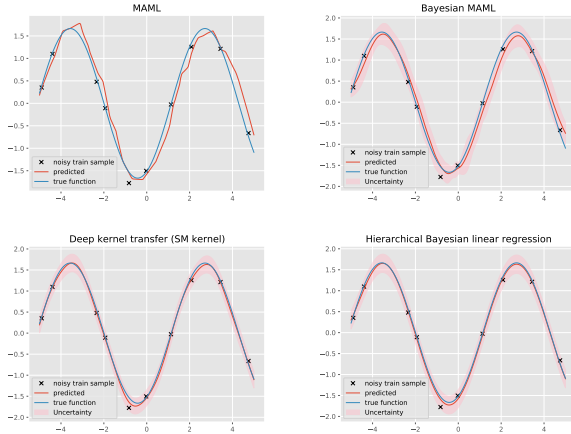 MAML
1.5
1.0
0.5
0.0
−0.5
−1.0
−1.5
−4
−2
0
2
4
noisy train sample
predicted
true function
Bayesian MAML
2.0
1.5
1.0
0.5
0.0
−0.5
−1.0
−1.5
−2.0
−4
−2
0
2
4
noisy train sample
predicted
true function
Uncertainty
Deep kernel transfer (SM kernel)
2.0
1.5
1.0
0.5
0.0
−0.5
−1.0
−1.5
−2.0
−4
−2
0
2
4
noisy train sample
predicted
true function
Uncertainty
Hierarchical Bayesian linear regression
2.0
1.5
1.0
0.5
0.0
−0.5
−1.0
−1.5
−2.0
−4
−2
0
2
4
noisy train sample
predicted
true function
Uncertainty